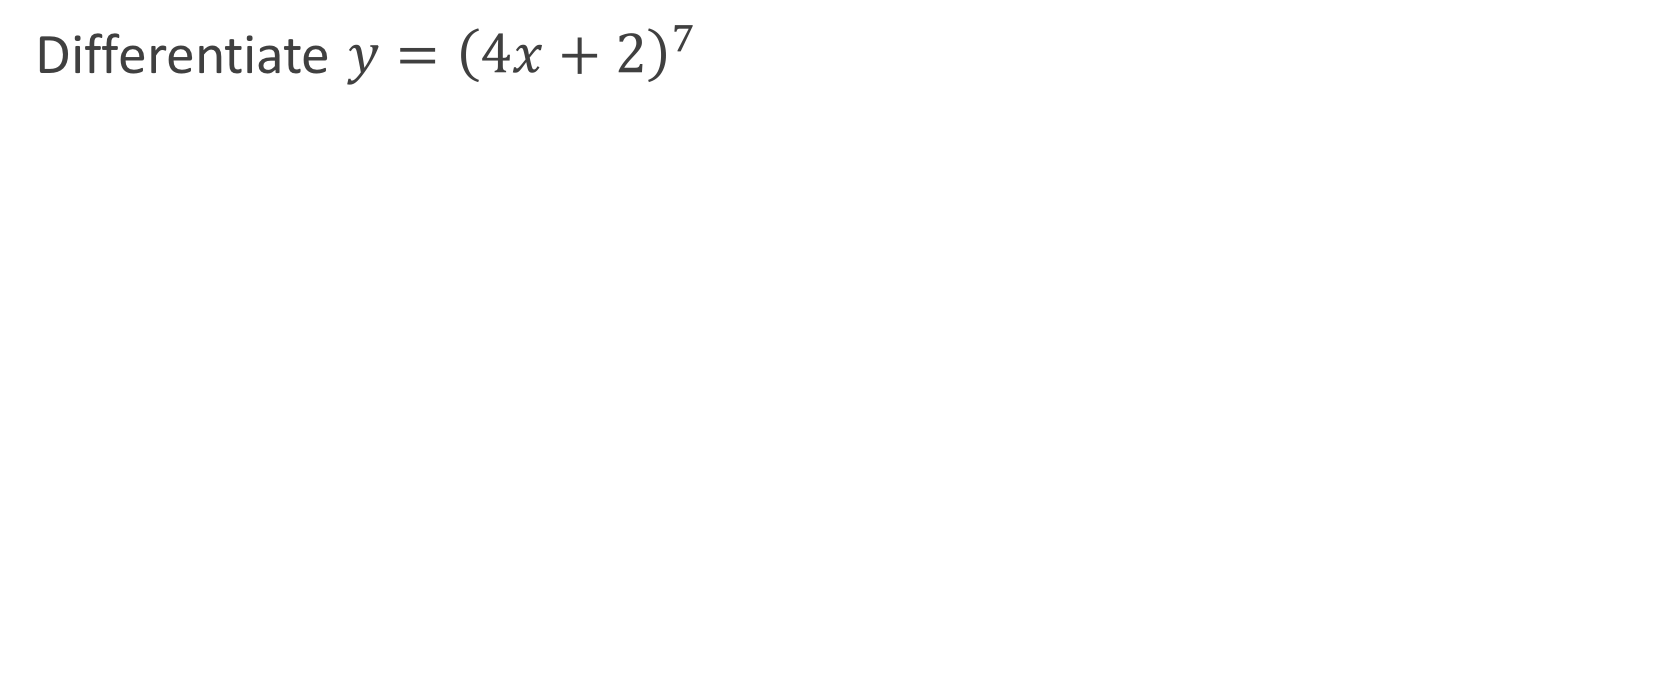 Differentiate 𝑦 = (4𝑥 + 2)⁷